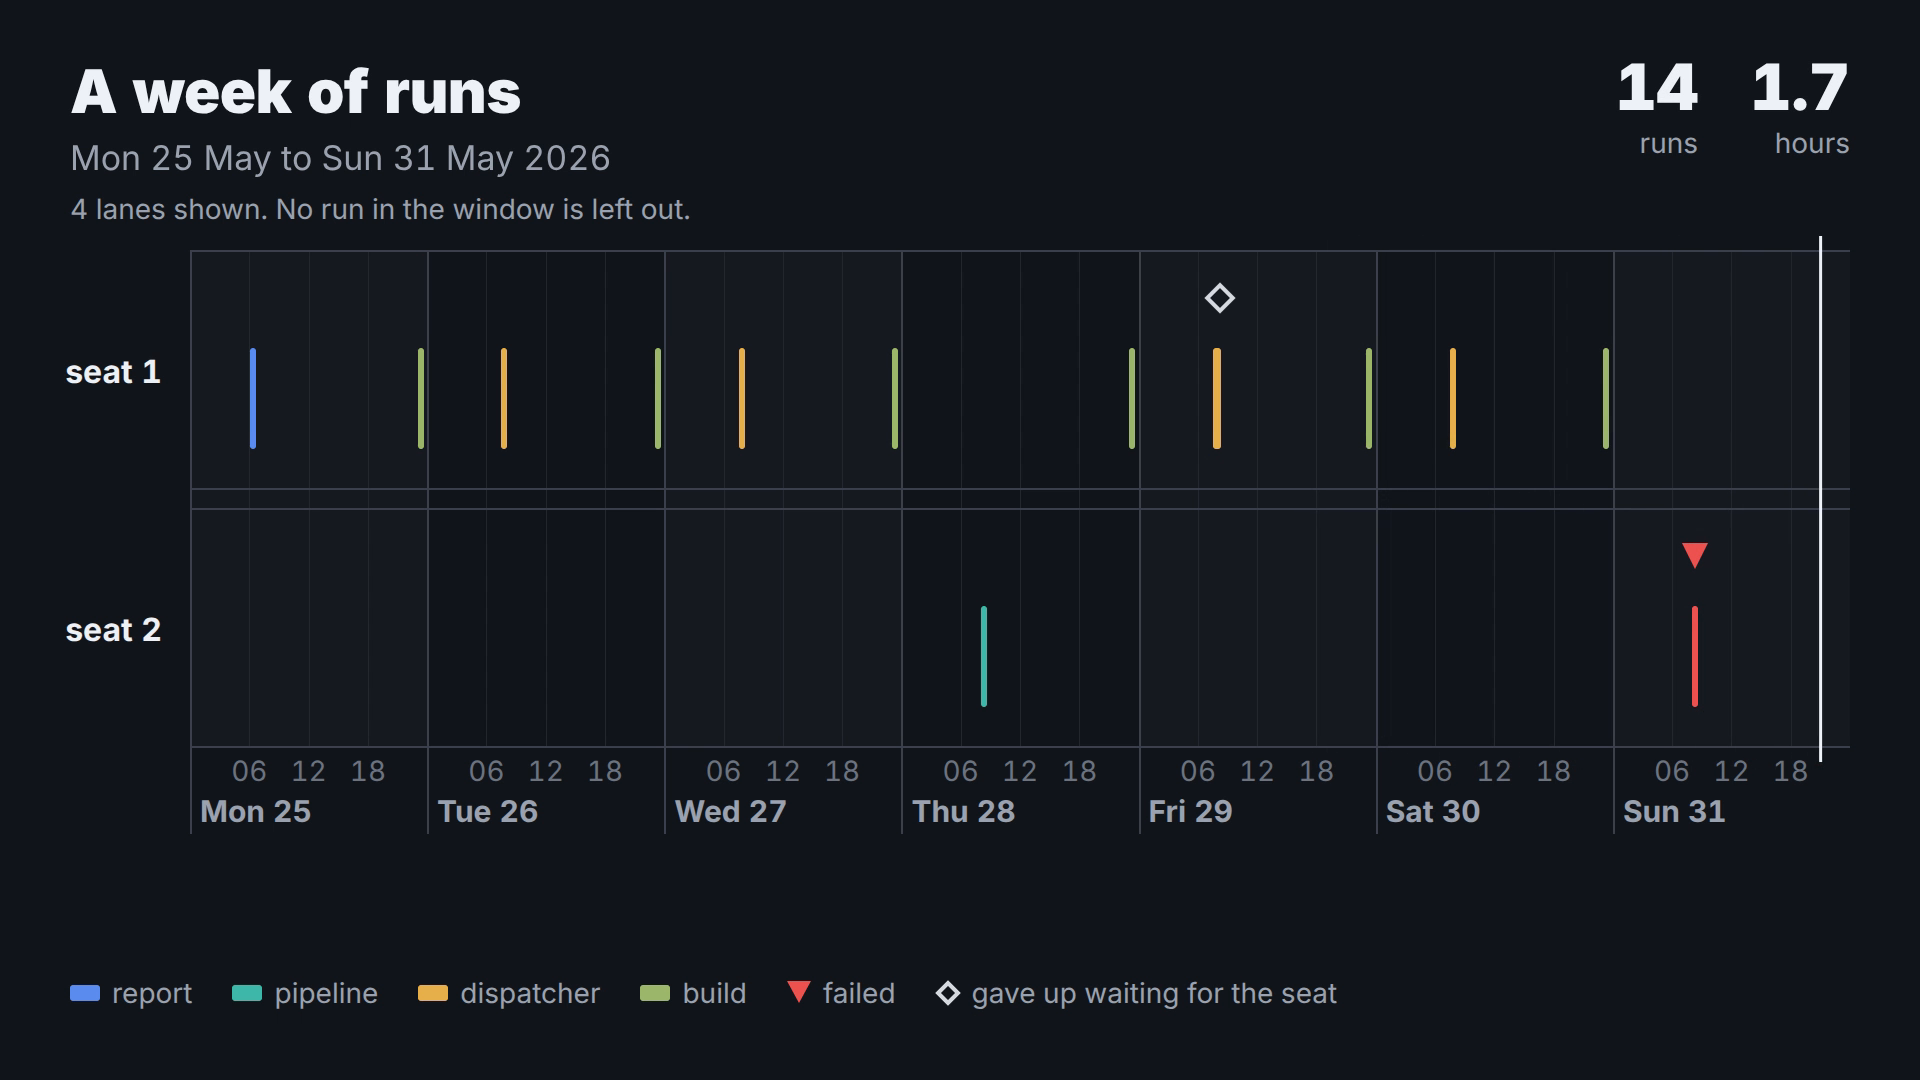 A week of runs
Mon 25 May to Sun 31 May 2026
4 lanes shown. No run in the window is left out.
14 1.7
runs hours
seat 1
seat 2
06 12 18 06 12 18 06 12 18 06 12 18 06 12 18 06 12 18 06 12 18
Mon 25 Tue 26 Wed 27 Thu 28 Fri 29 Sat 30 Sun 31
report pipeline dispatcher build failed gave up waiting for the seat